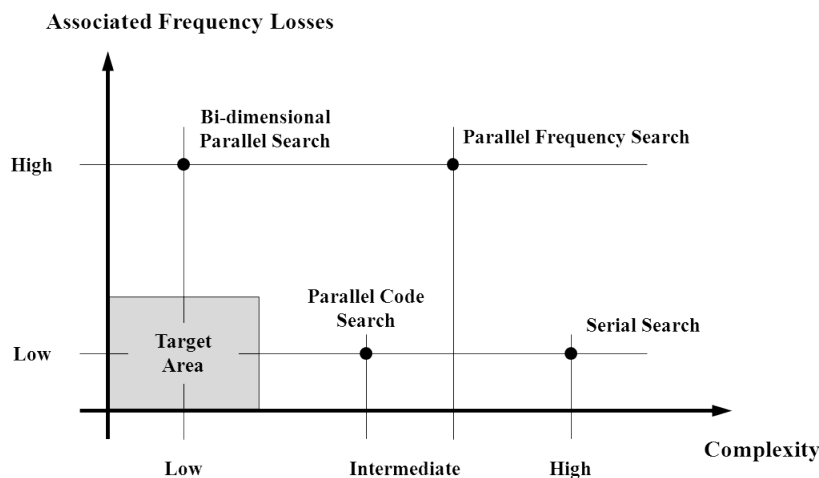 Associated Frequency Losses
Bi-dimensional
Parallel Search
Parallel Frequency Search
High
Parallel Code
Search
Serial Search
Low
Target
Area
Complexity
Low
Intermediate
High